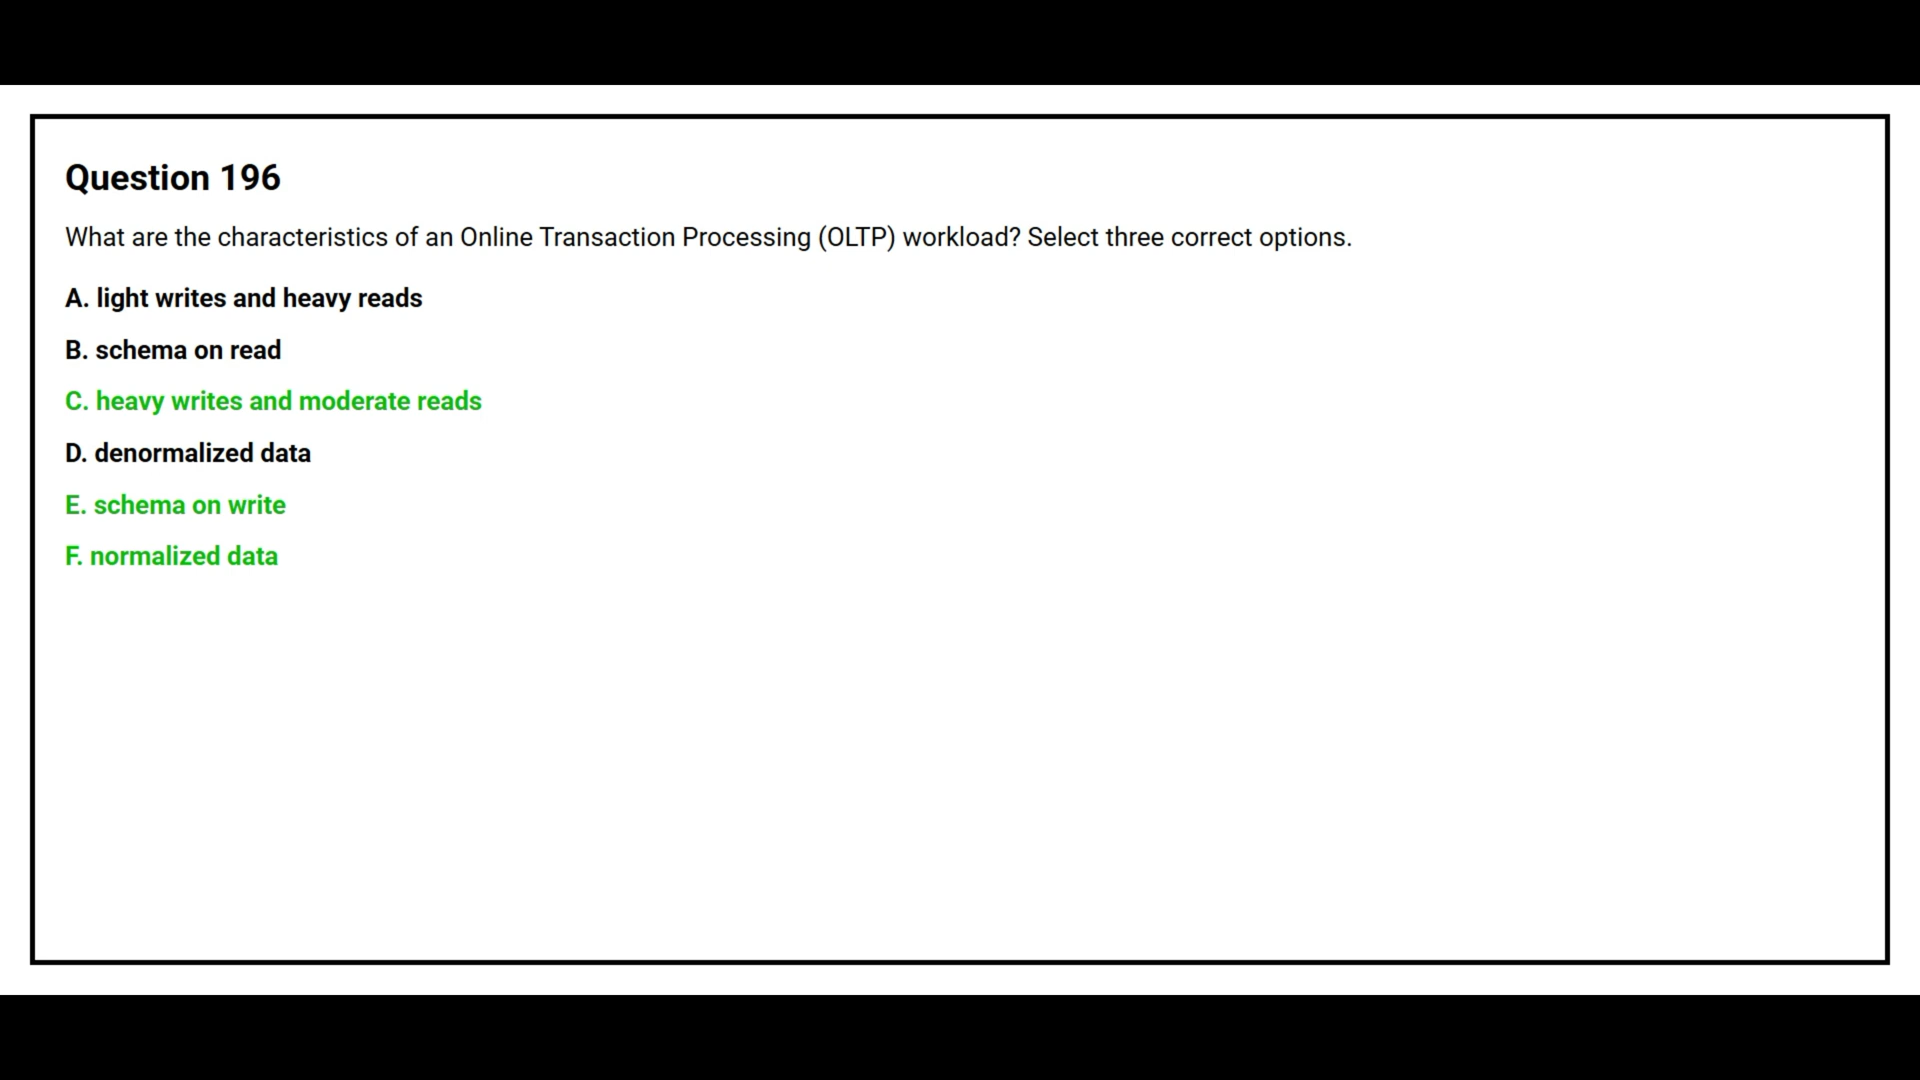 Question 196
What are the characteristics of an Online Transaction Processing (OLTP) workload? Select three correct options.
A. light writes and heavy reads
B. schema on read
C. heavy writes and moderate reads
D. denormalized data
E. schema on write
F. normalized data